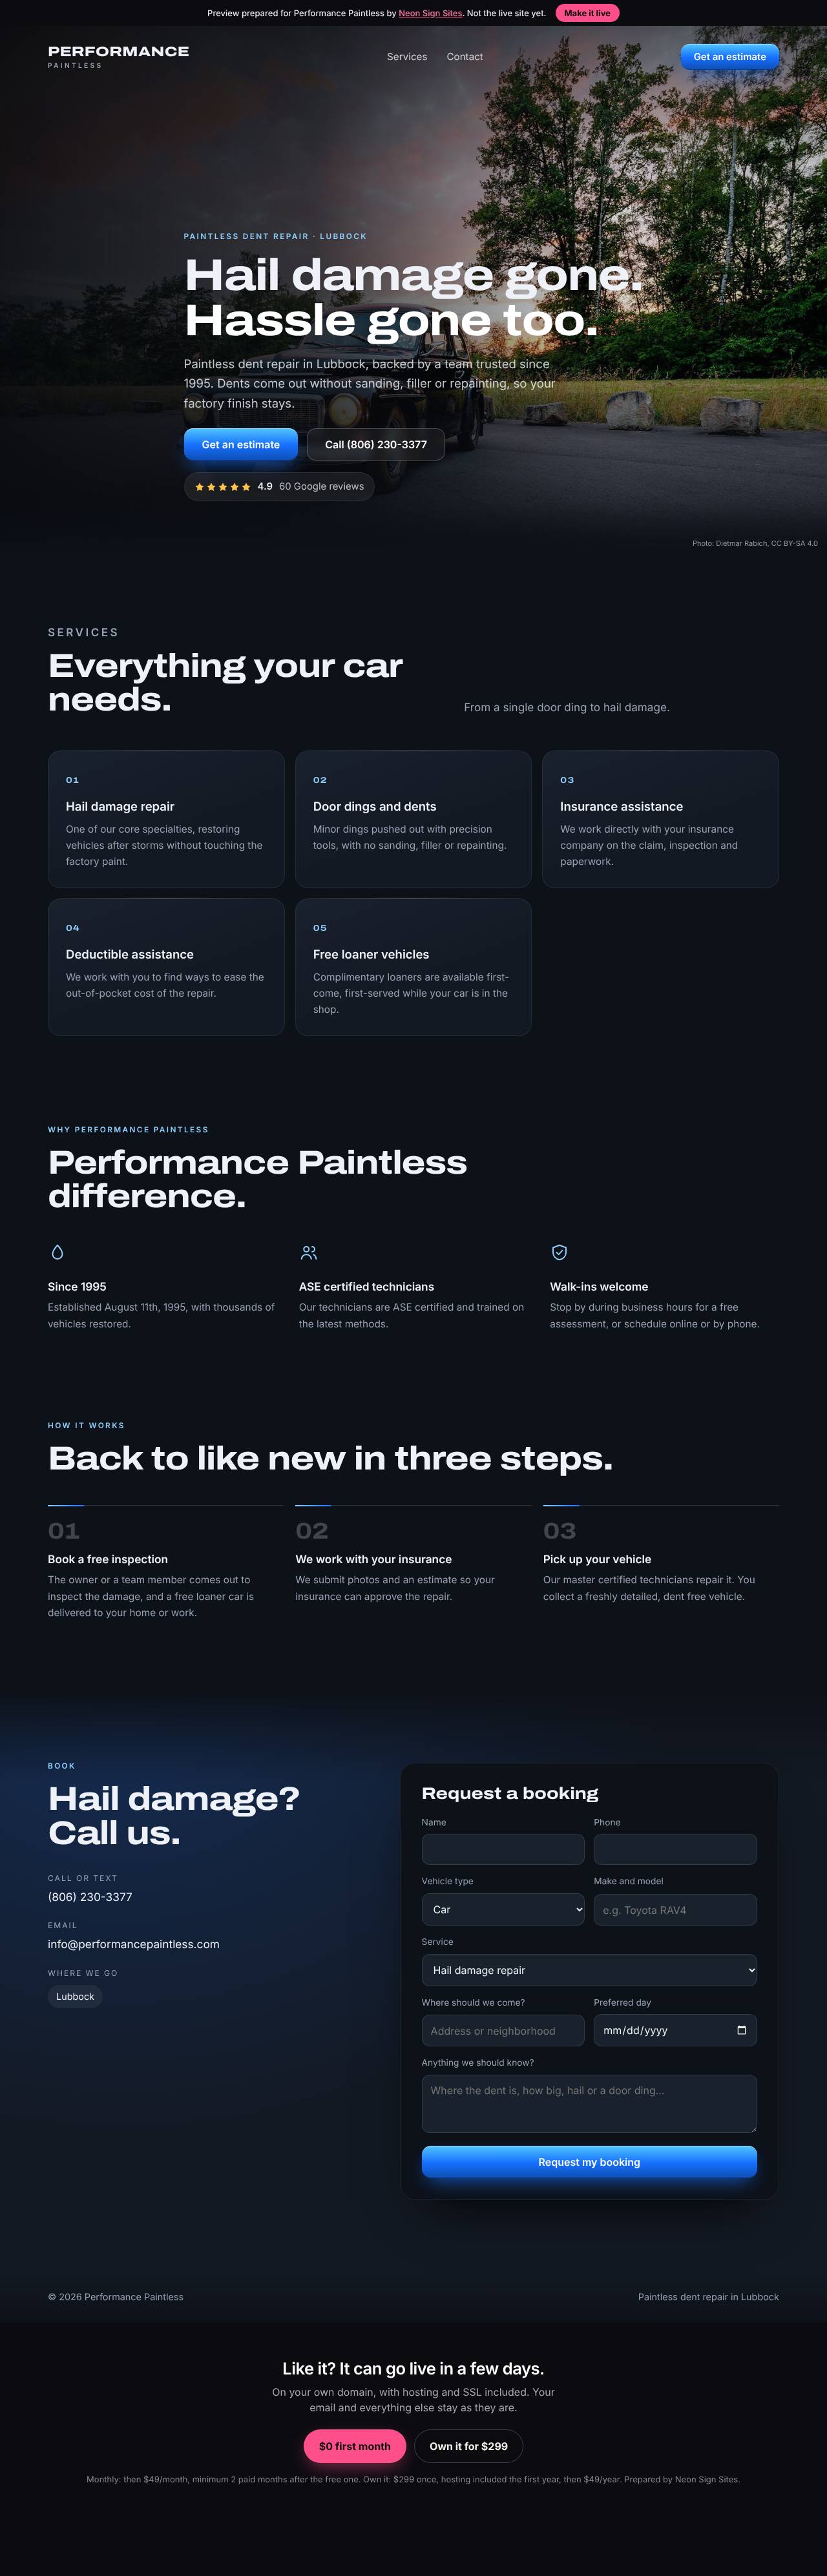 Preview prepared for Performance Paintless by Neon Sign Sites. Not the live site yet. Make it live
PERFORMANCE
PAINTLESS
Services Contact
Get an estimate
PAINTLESS DENT REPAIR · LUBBOCK
Hail damage gone.
Hassle gone too.
Paintless dent repair in Lubbock, backed by a team trusted since
1995. Dents come out without sanding, filler or repainting, so your
factory finish stays.
Get an estimate Call (806) 230-3377
★★★★★ 4.9 60 Google reviews
Photo: Dietmar Rabich, CC BY-SA 4.0
SERVICES
Everything your car
needs.
From a single door ding to hail damage.
01
Hail damage repair
One of our core specialties, restoring
vehicles after storms without touching the
factory paint.
02
Door dings and dents
Minor dings pushed out with precision
tools, with no sanding, filler or repainting.
03
Insurance assistance
We work directly with your insurance
company on the claim, inspection and
paperwork.
04
Deductible assistance
We work with you to find ways to ease the
out-of-pocket cost of the repair.
05
Free loaner vehicles
Complimentary loaners are available first-
come, first-served while your car is in the
shop.
WHY PERFORMANCE PAINTLESS
Performance Paintless
difference.
Since 1995
Established August 11th, 1995, with thousands of
vehicles restored.
ASE certified technicians
Our technicians are ASE certified and trained on
the latest methods.
Walk-ins welcome
Stop by during business hours for a free
assessment, or schedule online or by phone.
HOW IT WORKS
Back to like new in three steps.
01
Book a free inspection
The owner or a team member comes out to
inspect the damage, and a free loaner car is
delivered to your home or work.
02
We work with your insurance
We submit photos and an estimate so your
insurance can approve the repair.
03
Pick up your vehicle
Our master certified technicians repair it. You
collect a freshly detailed, dent free vehicle.
BOOK
Hail damage?
Call us.
CALL OR TEXT
(806) 230-3377
EMAIL
info@performancepaintless.com
WHERE WE GO
Lubbock
Request a booking
Name Phone
Vehicle type Make and model
Car e.g. Toyota RAV4
Service
Hail damage repair
Where should we come? Preferred day
Address or neighborhood mm/dd/yyyy
Anything we should know?
Where the dent is, how big, hail or a door ding...
Request my booking
© 2026 Performance Paintless
Paintless dent repair in Lubbock
Like it? It can go live in a few days.
On your own domain, with hosting and SSL included. Your
email and everything else stay as they are.
$0 first month Own it for $299
Monthly: then $49/month, minimum 2 paid months after the free one. Own it: $299 once, hosting included the first year, then $49/year. Prepared by Neon Sign Sites.